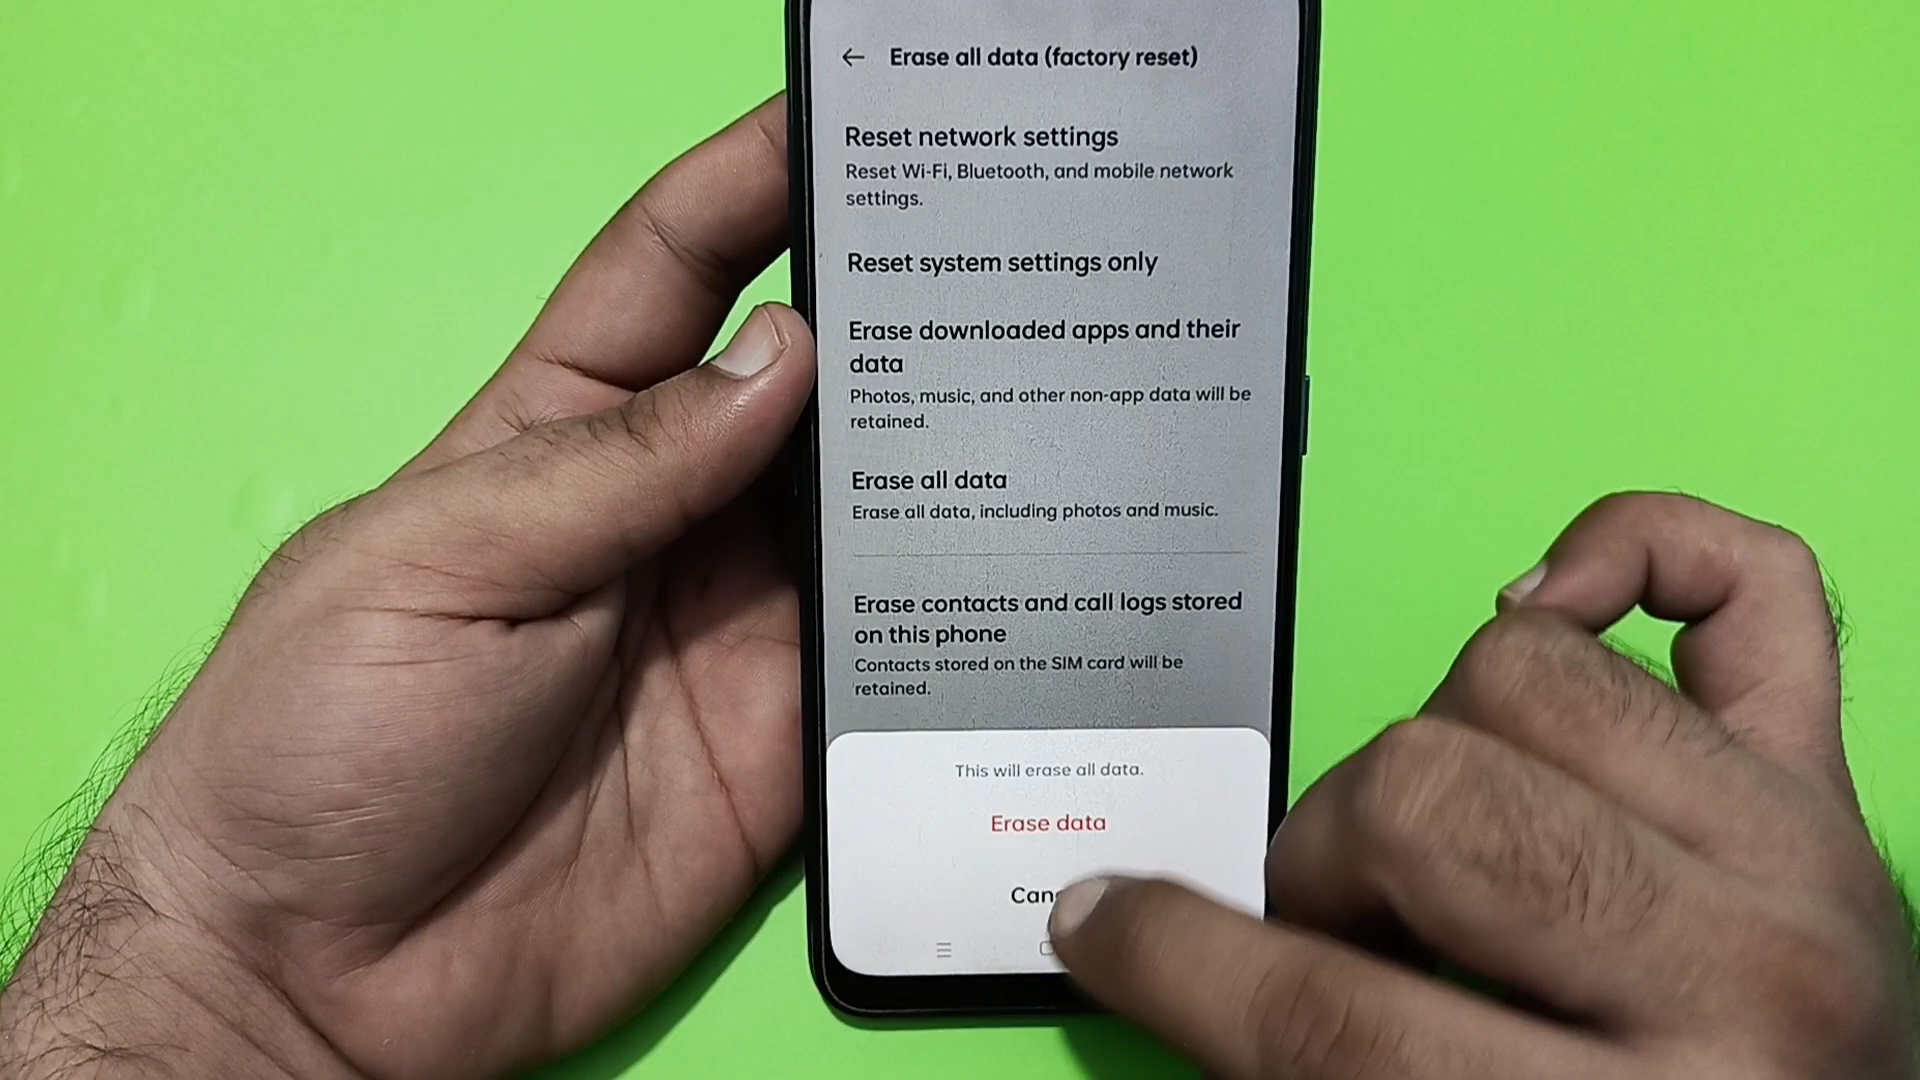 Erase all data (factory reset)
Reset network settings
Reset Wi-Fi, Bluetooth, and mobile network
settings.
Reset system settings only
Erase downloaded apps and their
data
Photos, music, and other non-app data will be
retained.
Erase all data
Erase all data, including photos and music.
Erase contacts and call logs stored
on this phone
Contacts stored on the SIM card will be
retained.
This will erase all data.
Erase data